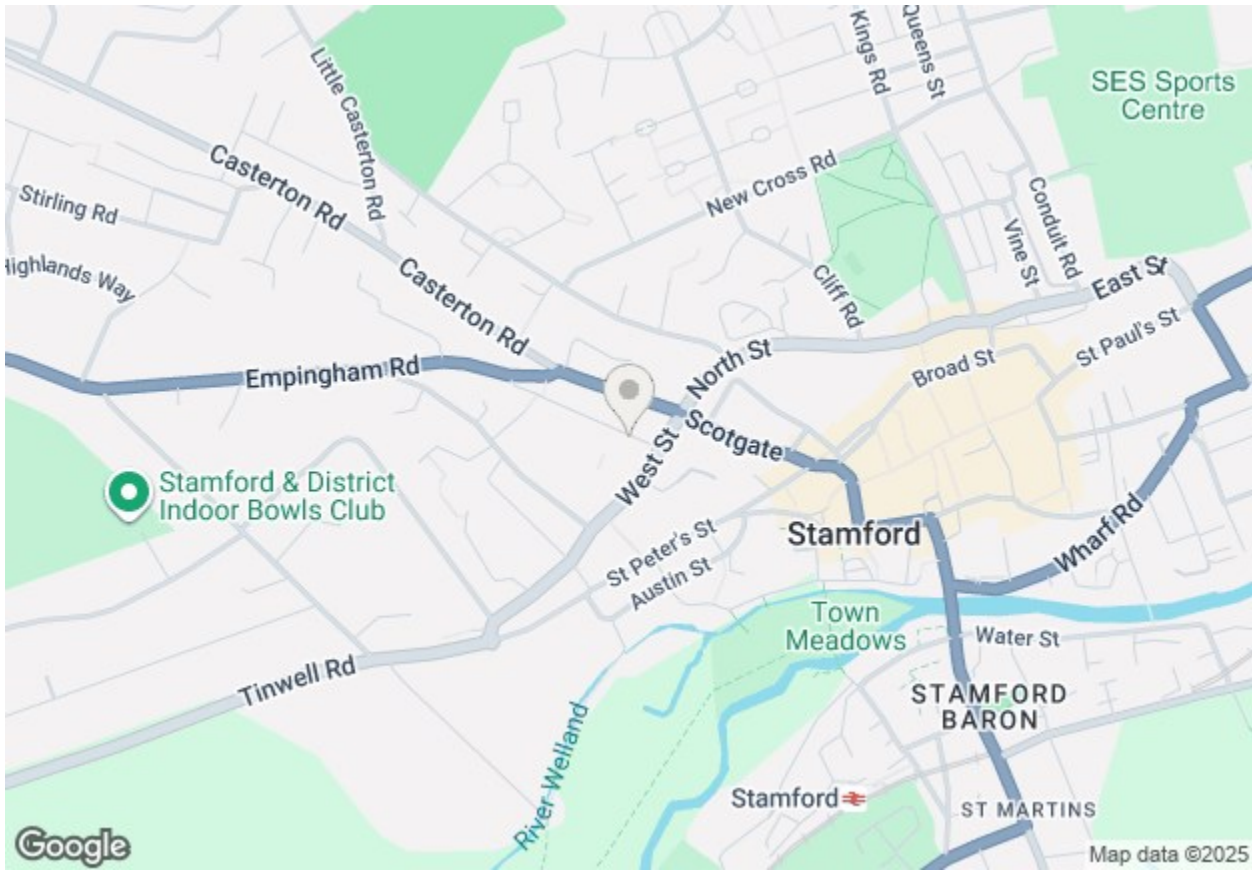 Little Casterton Rd
Kings Rd
Queens St
SES Sports
Centre
Casterton Rd
Stirling Rd
New Cross Rd
Conduit Rd
Vine St
Highlands Way
Casterton Rd
Cliff Rd
East St
St Paul's St
North St
Broad St
Empingham Rd
Scotgate
West St
Stamford & District
Indoor Bowls Club
Stamford
St Peter's St
Austin St
Wharf Rd
Town
Meadows
Water St
Tinwell Rd
STAMFORD
BARON
River Welland
Stamford
ST MARTINS
Google
Map data ©2025